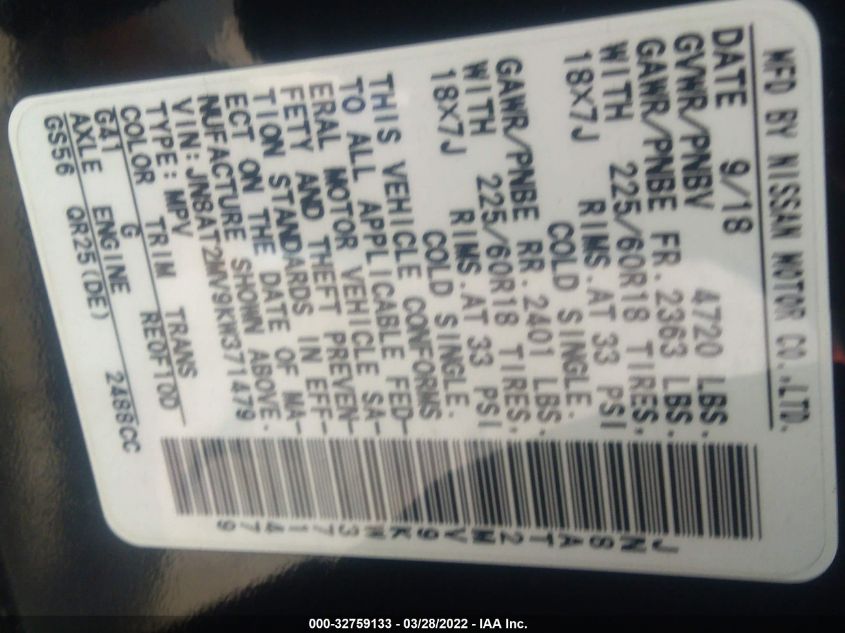 MFD BY NISSAN MOTOR CO.,LTD.
DATE 9/18
GVWR/PNBV 4720 LBS.
GAWR/PNBE FR. 2363 LBS.
WITH 225/60R18 TIRES,
18X7J RIMS.AT 33 PSI
COLD SINGLE.
GAWR/PNBE RR. 2401 LBS.
WITH 225/60R18 TIRES,
18X7J RIMS.AT 33 PSI
COLD SINGLE.
THIS VEHICLE CONFORMS
TO ALL APPLICABLE FED-
ERAL MOTOR VEHICLE SA-
FETY AND THEFT PREVEN-
TION STANDARDS IN EFF-
ECT ON THE DATE OF MA-
NUFACTURE SHOWN ABOVE.
VIN:JN8AT2MV9KW371479
TYPE: MPV
COLOR TRIM TRANS
G41 G RE0F10D
AXLE ENGINE
GS56 QR25(DE) 2488CC
JN8AT2MV9KW371479
000-32759133 - 03/28/2022 - IAA Inc.